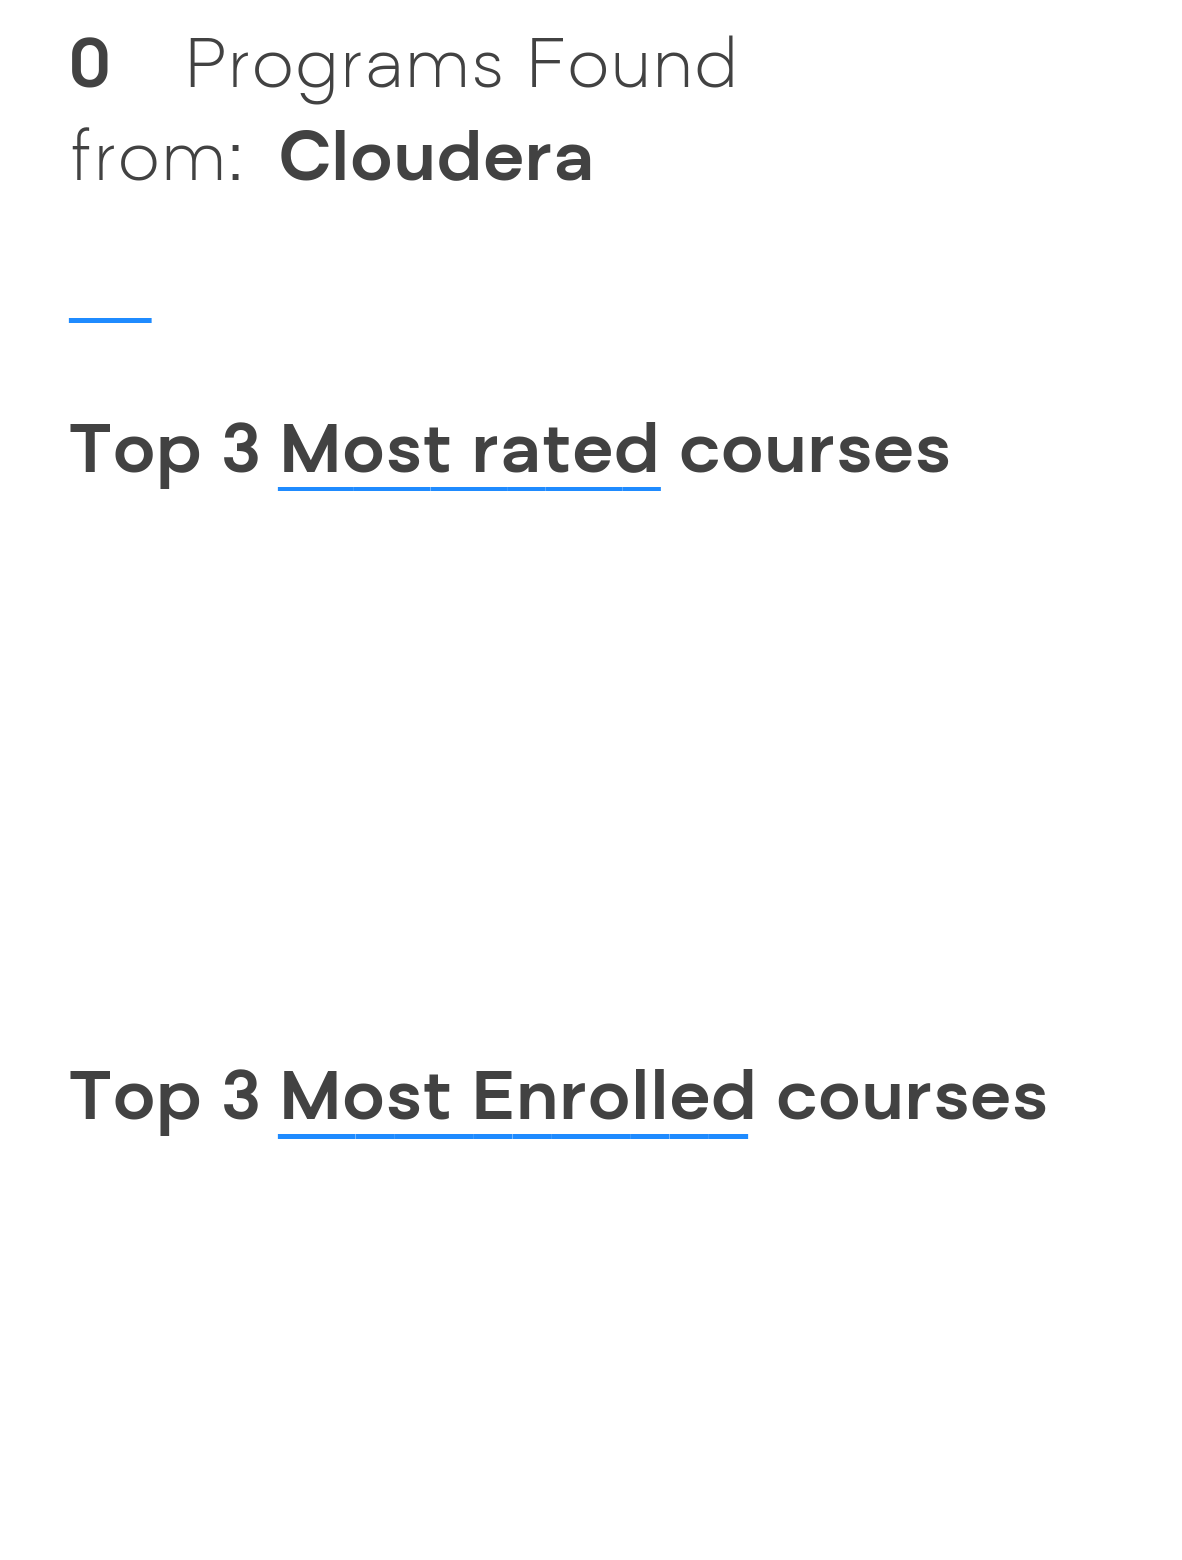 0 Programs Found
from: Cloudera
Top 3 Most rated courses
Top 3 Most Enrolled courses